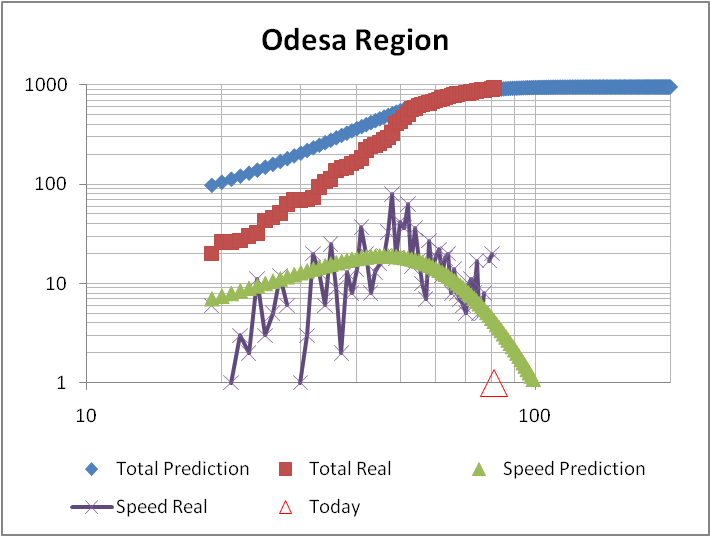 Odesa Region
1000
100
10
1
10 100
Total Prediction Total Real Speed Prediction
Speed Real Today